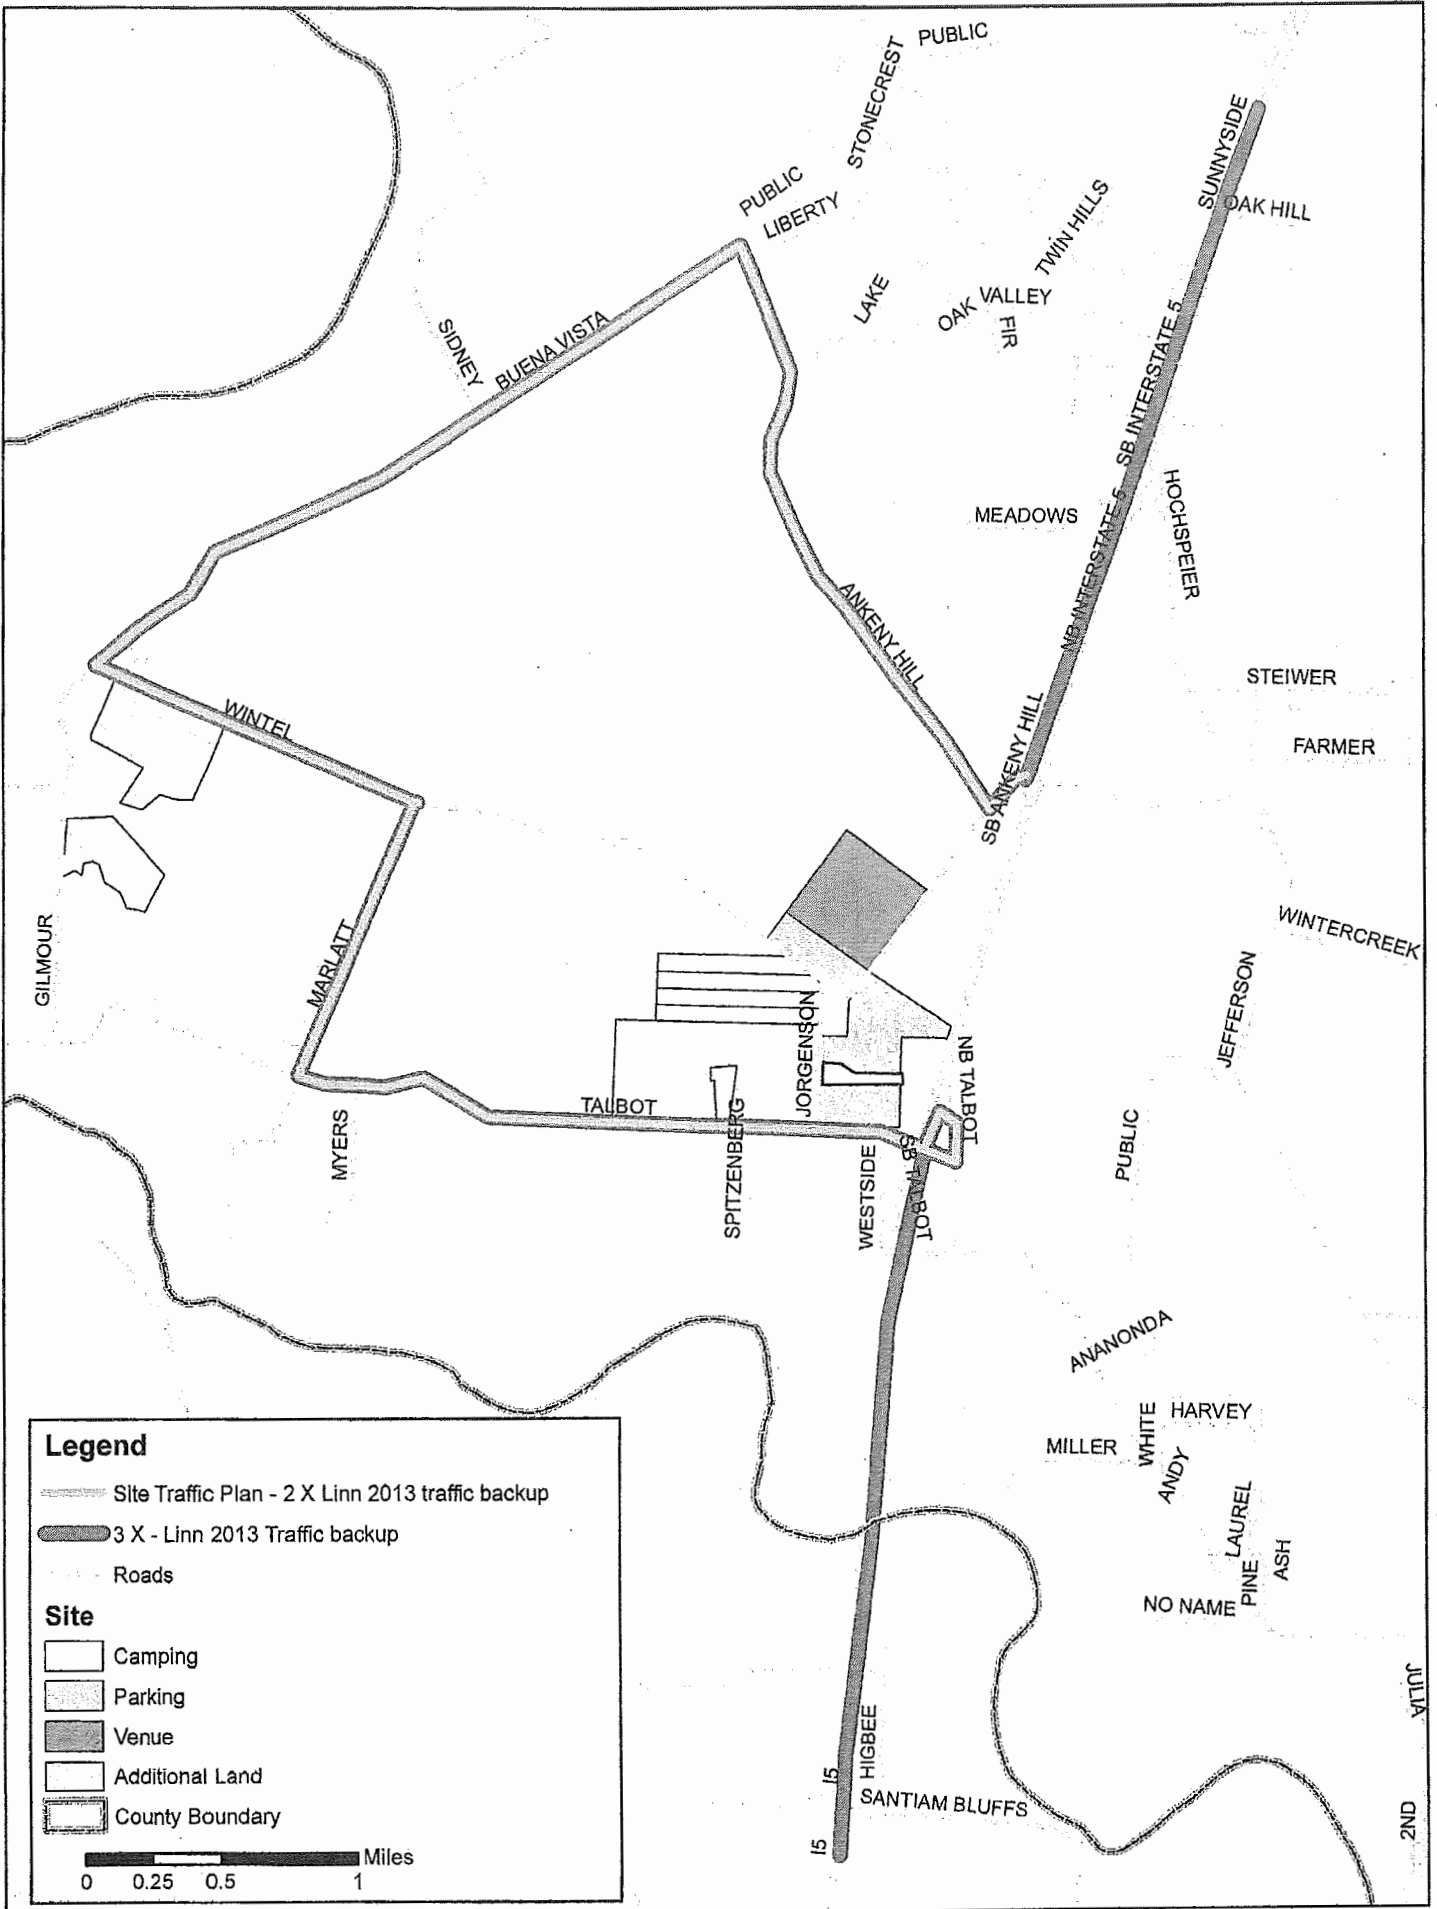 PUBLIC
STONECREST
SUNNYSIDE
PUBLIC
LIBERTY
OAK HILL
TWIN HILLS
LAKE
OAK VALLEY
FIR
SIDNEY
BUENA VISTA
SB INTERSTATE 5
NB INTERSTATE 5
MEADOWS
HOCHSPEIER
ANKENY HILL
STEIWER
WINTEL
SB ANKENY HILL
FARMER
GILMOUR
MARLATT
WINTERCREEK
JEFFERSON
JORGENSON
NB TALBOT
TALBOT
MYERS
SPITZENBERG
WESTSIDE
SB TALBOT
PUBLIC
ANANONDA
WHITE
HARVEY
MILLER
ANDY
LAUREL
PINE
ASH
NO NAME
JULIA
HIGBEE
I5
SANTIAM BLUFFS
I5
2ND
Legend
Site Traffic Plan - 2 X Linn 2013 traffic backup
3 X - Linn 2013 Traffic backup
Roads
Site
Camping
Parking
Venue
Additional Land
County Boundary
Miles
0 0.25 0.5 1